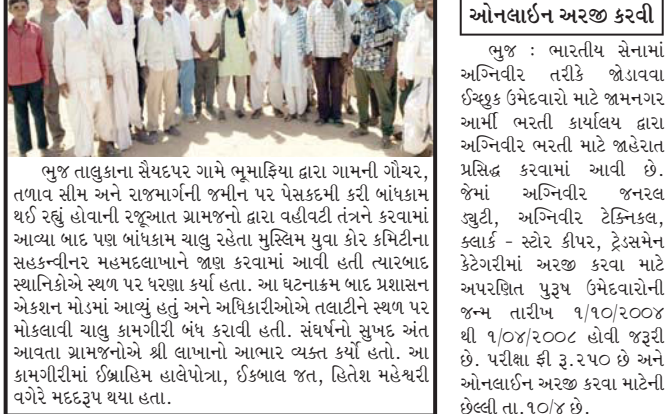 ભુજ તાલુકાના સૈયદપર ગામે ભૂમાફિયા દ્વારા ગામની ગૌચર,
તળાવ સીમ અને રાજમાર્ગની જમીન પર પેસકદમી કરી બાંધકામ
થઈ રહ્યું હોવાની રજૂઆત ગ્રામજનો દ્વારા વહીવટી તંત્રને કરવામાં
આવ્યા બાદ પણ બાંધકામ ચાલુ રહેતા મુસ્લિમ યુવા કોર કમિટીના
સહકન્વીનર મહમદલાખાને જાણ કરવામાં આવી હતી ત્યારબાદ
સ્થાનિકોએ સ્થળ પર ધરણા કર્યા હતા. આ ઘટનાક્રમ બાદ પ્રશાસન
એકશન મોડમાં આવ્યું હતું અને અધિકારીઓએ તલાટીને સ્થળ પર
મોકલાવી ચાલુ કામગીરી બંધ કરાવી હતી. સંઘર્ષનો સુખદ અંત
આવતા ગ્રામજનોએ શ્રી લાખાનો આભાર વ્યક્ત કર્યો હતો. આ
કામગીરીમાં ઈબ્રાહિમ હાલેપોત્રા, ઈકબાલ જત, હિતેશ મહેશ્વરી
વગેરે મદદરૂપ થયા હતા.
ઓનલાઇન અરજી કરવી
ભુજ : ભારતીય સેનામાં
અગ્નિવીર તરીકે જોડાવવા
ઈચ્છુક ઉમેદવારો માટે જામનગર
આર્મી ભરતી કાર્યાલય દ્વારા
અગ્નિવીર ભરતી માટે જાહેરાત
પ્રસિદ્ધ કરવામાં આવી છે.
જેમાં અગ્નિવીર જનરલ
ડ્યુટી, અગ્નિવીર ટેક્નિકલ,
ક્લાર્ક - સ્ટોર કીપર, ટ્રેડસમેન
કેટેગરીમાં અરજી કરવા માટે
અપરણિત પુરૂષ ઉમેદવારોની
જન્મ તારીખ ૧/૧૦/૨૦૦૪
થી ૧/૦૪/૨૦૦૮ હોવી જરૂરી
છે. પરીક્ષા ફી રૂ.૨૫૦ છે અને
ઓનલાઈન અરજી કરવા માટેની
છેલ્લી તા.૧૦/૪ છે.